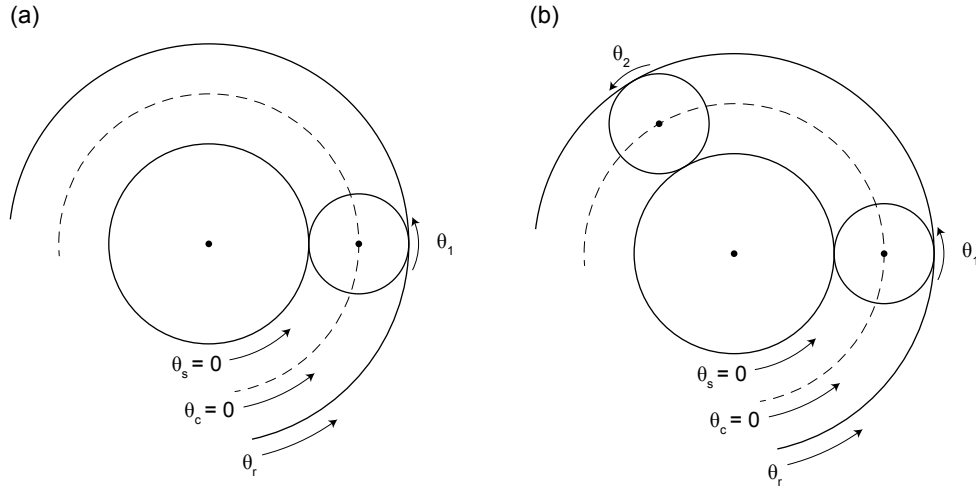 (a)
θ1
θs = 0
θc = 0
θr
(b)
θ2
θ1
θs = 0
θc = 0
θr